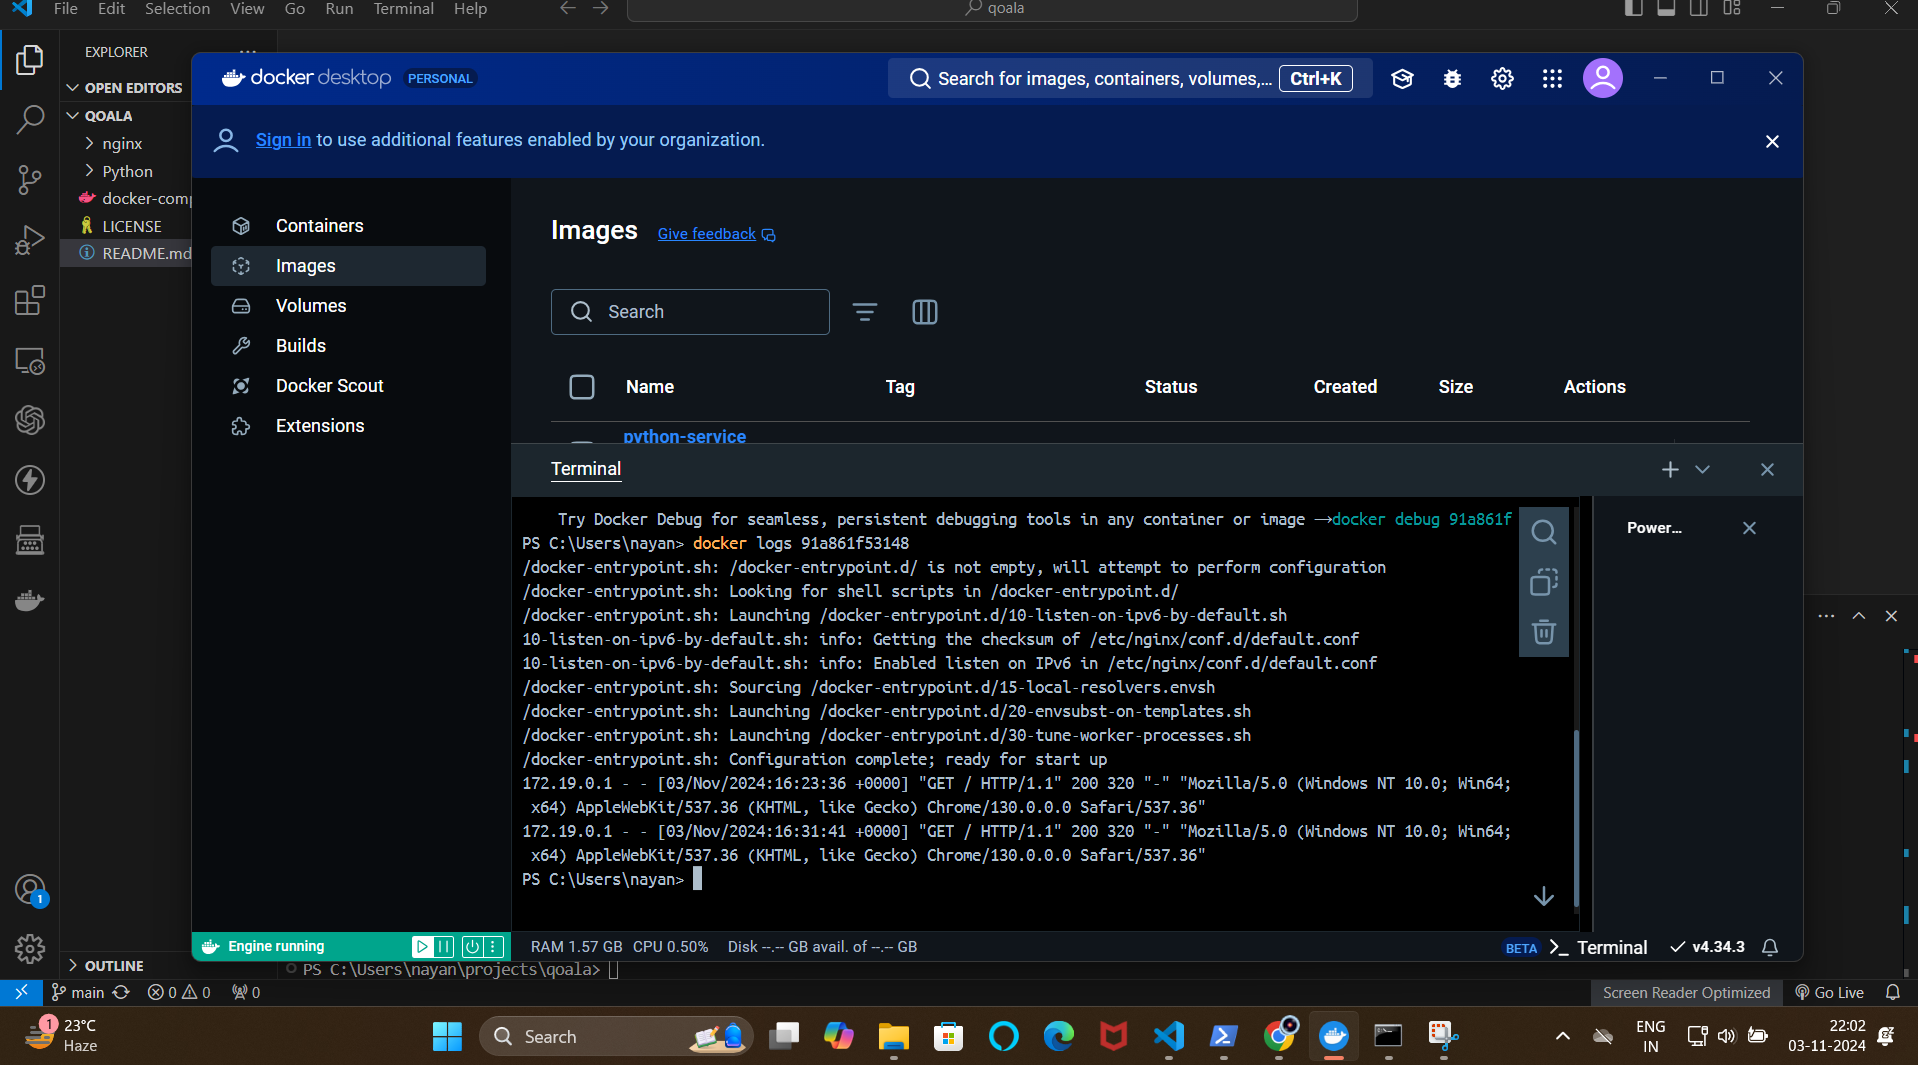 File Edit Selection View Go Run Terminal Help
qoala
EXPLORER
OPEN EDITORS
QOALA
nginx
Python
docker-comp
LICENSE
README.md
OUTLINE
docker desktop PERSONAL
Search for images, containers, volumes,... Ctrl+K
Sign in to use additional features enabled by your organization.
Containers
Images
Volumes
Builds
Docker Scout
Extensions
Images Give feedback
Search
Name Tag Status Created Size Actions
python-service
Terminal
Power...
Try Docker Debug for seamless, persistent debugging tools in any container or image →docker debug 91a861f
PS C:\Users\nayan> docker logs 91a861f53148
/docker-entrypoint.sh: /docker-entrypoint.d/ is not empty, will attempt to perform configuration
/docker-entrypoint.sh: Looking for shell scripts in /docker-entrypoint.d/
/docker-entrypoint.sh: Launching /docker-entrypoint.d/10-listen-on-ipv6-by-default.sh
10-listen-on-ipv6-by-default.sh: info: Getting the checksum of /etc/nginx/conf.d/default.conf
10-listen-on-ipv6-by-default.sh: info: Enabled listen on IPv6 in /etc/nginx/conf.d/default.conf
/docker-entrypoint.sh: Sourcing /docker-entrypoint.d/15-local-resolvers.envsh
/docker-entrypoint.sh: Launching /docker-entrypoint.d/20-envsubst-on-templates.sh
/docker-entrypoint.sh: Launching /docker-entrypoint.d/30-tune-worker-processes.sh
/docker-entrypoint.sh: Configuration complete; ready for start up
172.19.0.1 - - [03/Nov/2024:16:23:36 +0000] "GET / HTTP/1.1" 200 320 "-" "Mozilla/5.0 (Windows NT 10.0; Win64;
x64) AppleWebKit/537.36 (KHTML, like Gecko) Chrome/130.0.0.0 Safari/537.36"
172.19.0.1 - - [03/Nov/2024:16:31:41 +0000] "GET / HTTP/1.1" 200 320 "-" "Mozilla/5.0 (Windows NT 10.0; Win64;
x64) AppleWebKit/537.36 (KHTML, like Gecko) Chrome/130.0.0.0 Safari/537.36"
PS C:\Users\nayan>
Engine running
RAM 1.57 GB CPU 0.50% Disk --.-- GB avail. of --.-- GB
BETA Terminal v4.34.3
PS C:\Users\nayan\projects\qoala>
1
main 0 0 0
Screen Reader Optimized Go Live
1
23°C
Haze
Search
ENG
IN
22:02
03-11-2024